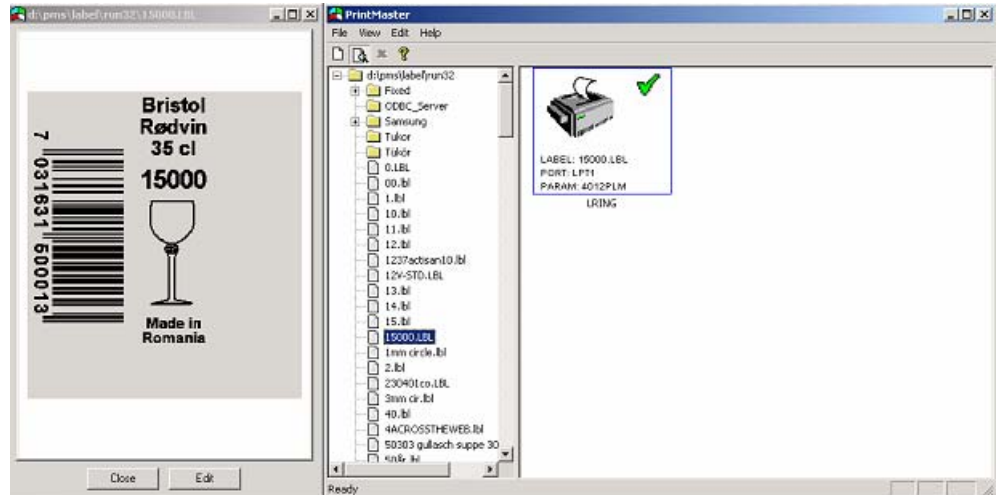 d:\pms\label\run32\15000.LBL
Bristol
Rødvin
35 cl
15000
7 031631 500013
Made in
Romania
Close
Edit
PrintMaster
File View Edit Help
d:\pms\label\run32
Fixed
ODBC_Server
Samsung
Tukor
Tükör
0.LBL
00.lbl
1.lbl
10.lbl
11.lbl
12.lbl
1237actisan10.lbl
12V-STD.LBL
13.lbl
14.lbl
15.lbl
15000.LBL
1mm circle.lbl
2.lbl
230401co.LBL
3mm cir.lbl
40.lbl
4ACROSSTHEWEB.lbl
50303 gullasch suppe 30
LABEL: 15000.LBL
PORT: LPT1
PARAM: 4012PLM
LRING
Ready